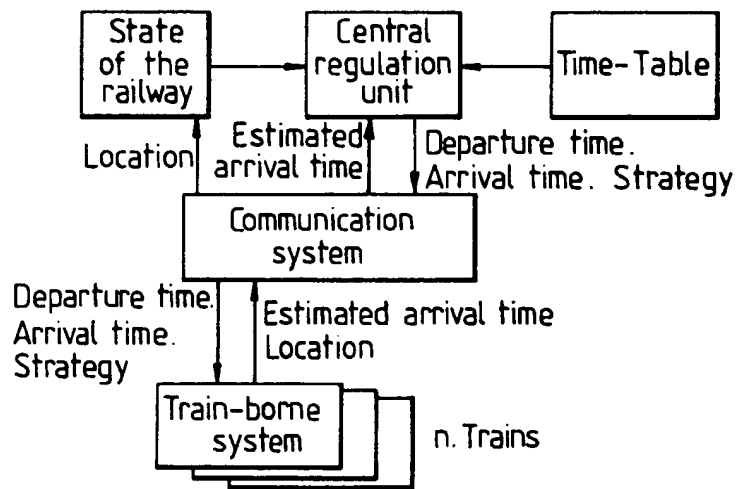 State
of the
railway
Central
regulation
unit
Time-Table
Location
Estimated
arrival time
Departure time.
Arrival time. Strategy
Communication
system
Departure time.
Arrival time.
Strategy
Estimated arrival time
Location
Train-borne
system
n. Trains